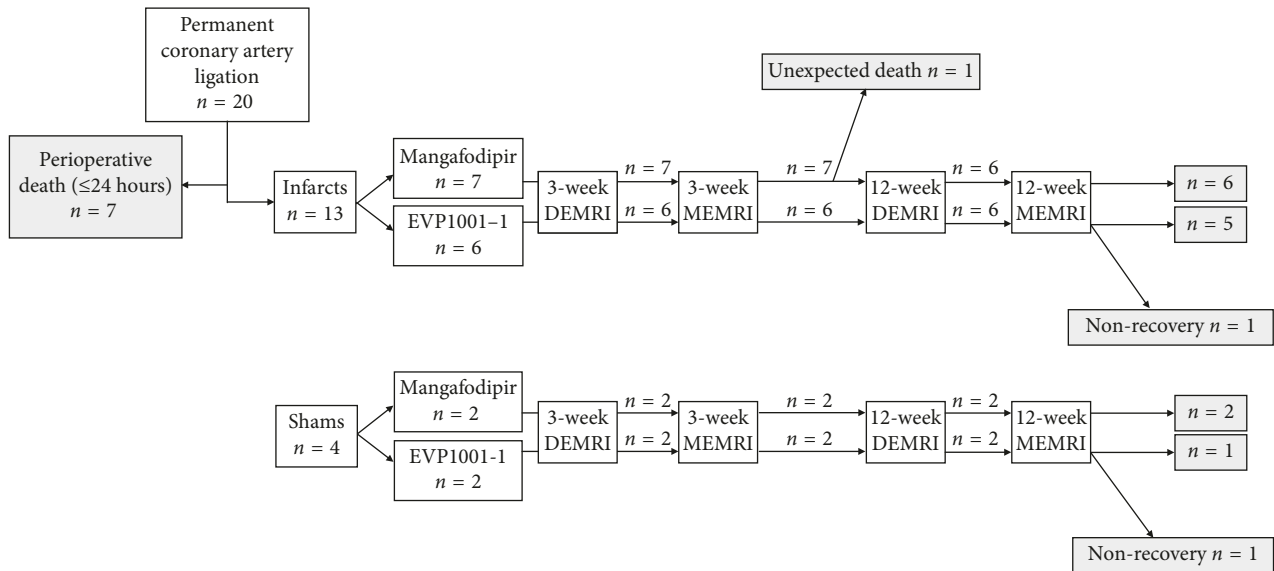 Permanent
coronary artery
ligation
n = 20
Perioperative
death (≤24 hours)
n = 7
Infarcts
n = 13
Mangafodipir
n = 7
EVP1001–1
n = 6
3-week
DEMRI
n = 7
n = 6
3-week
MEMRI
n = 7
n = 6
Unexpected death n = 1
12-week
DEMRI
n = 6
n = 6
12-week
MEMRI
n = 6
n = 5
Non-recovery n = 1
Shams
n = 4
Mangafodipir
n = 2
EVP1001-1
n = 2
3-week
DEMRI
n = 2
n = 2
3-week
MEMRI
n = 2
n = 2
12-week
DEMRI
n = 2
n = 2
12-week
MEMRI
n = 2
n = 1
Non-recovery n = 1